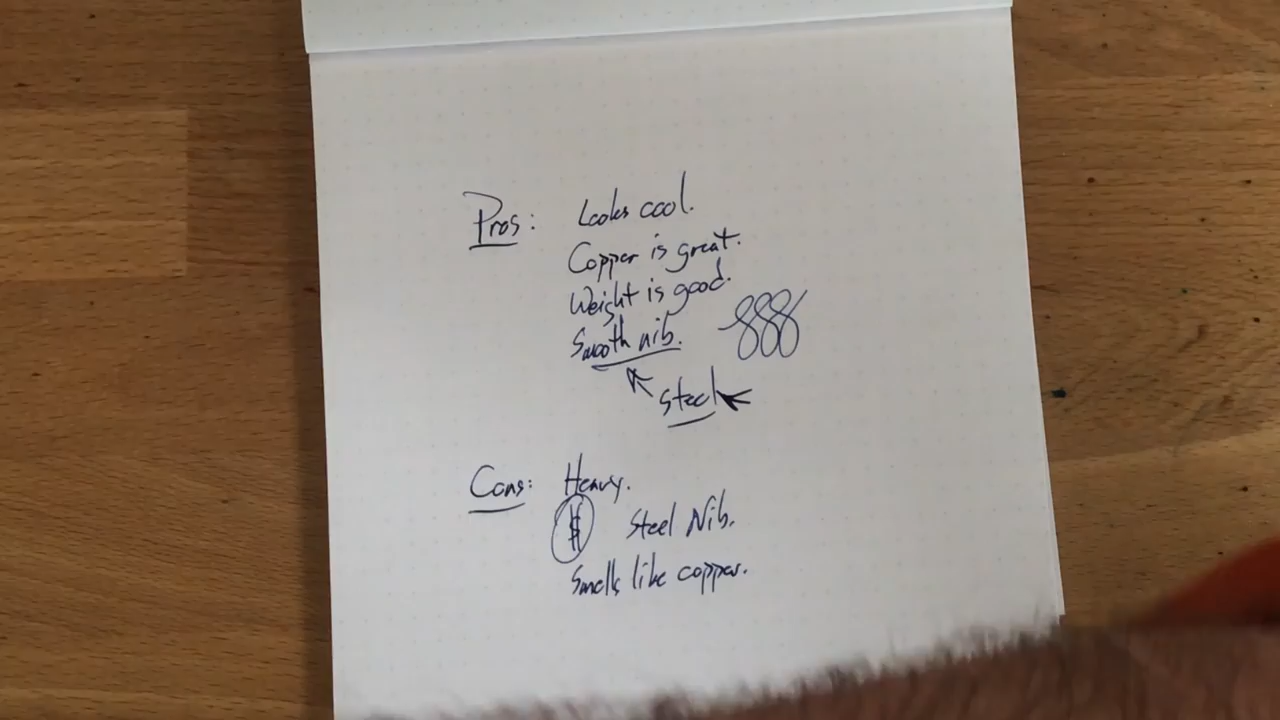 Pros: Looks cool.
Copper is great.
Weight is good.
Smooth nib.
Steel
Cons: Heavy.
$ Steel Nib.
Smells like copper.